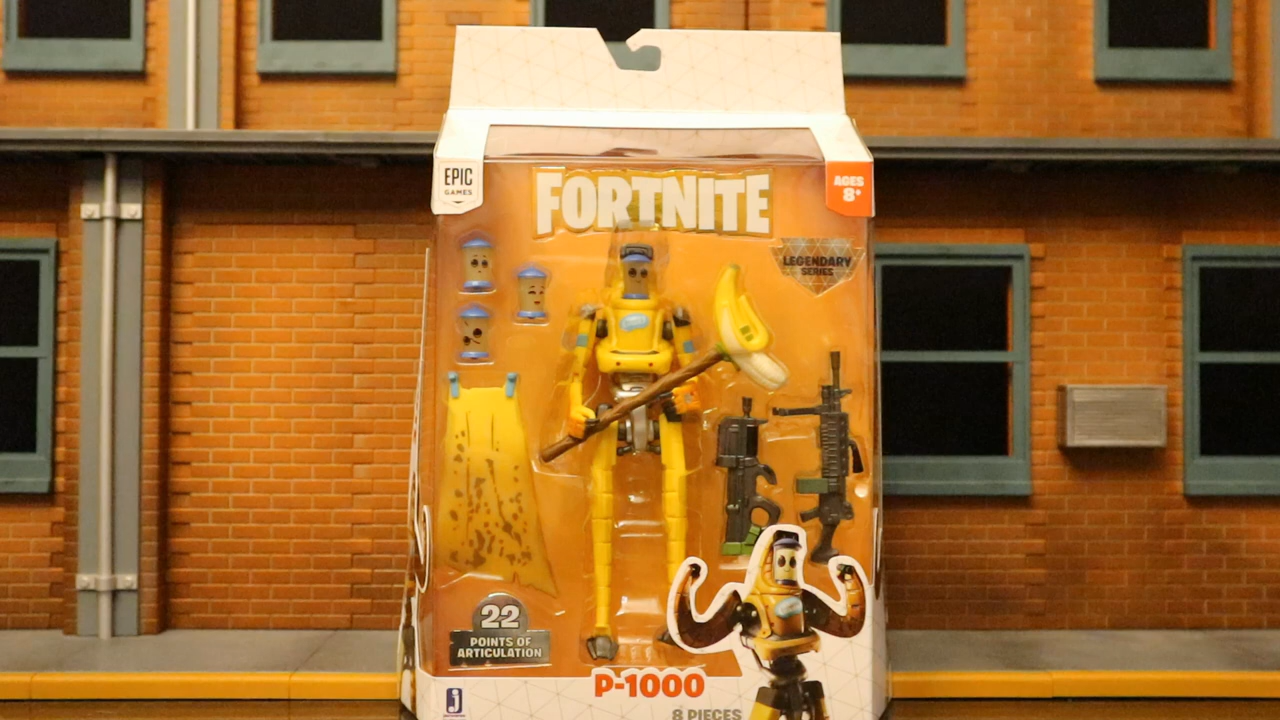 EPIC
GAMES
FORTNITE
AGES
8+
LEGENDARY
SERIES
22
POINTS OF
ARTICULATION
P-1000
8 PIECES